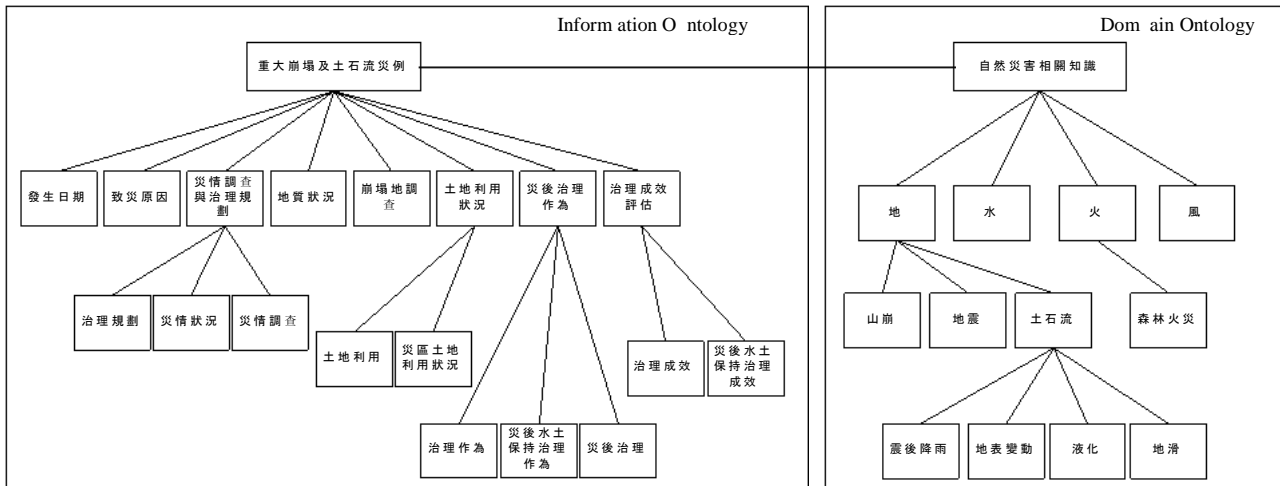 Inform ation O ntology
Dom ain Ontology
重大崩塌及土石流災例
自然災害相關知識
發生日期
致災原因
災情調查
與治理規
劃
地質狀況
崩塌地調
查
土地利用
狀況
災後治理
作為
治理成效
評估
地
水
火
風
治理規劃
災情狀況
災情調查
土地利用
災區土地
利用狀況
治理成效
災後水土
保持治理
成效
山崩
地震
土石流
森林火災
治理作為
災後水土
保持治理
作為
災後治理
震後降雨
地表變動
液化
地滑